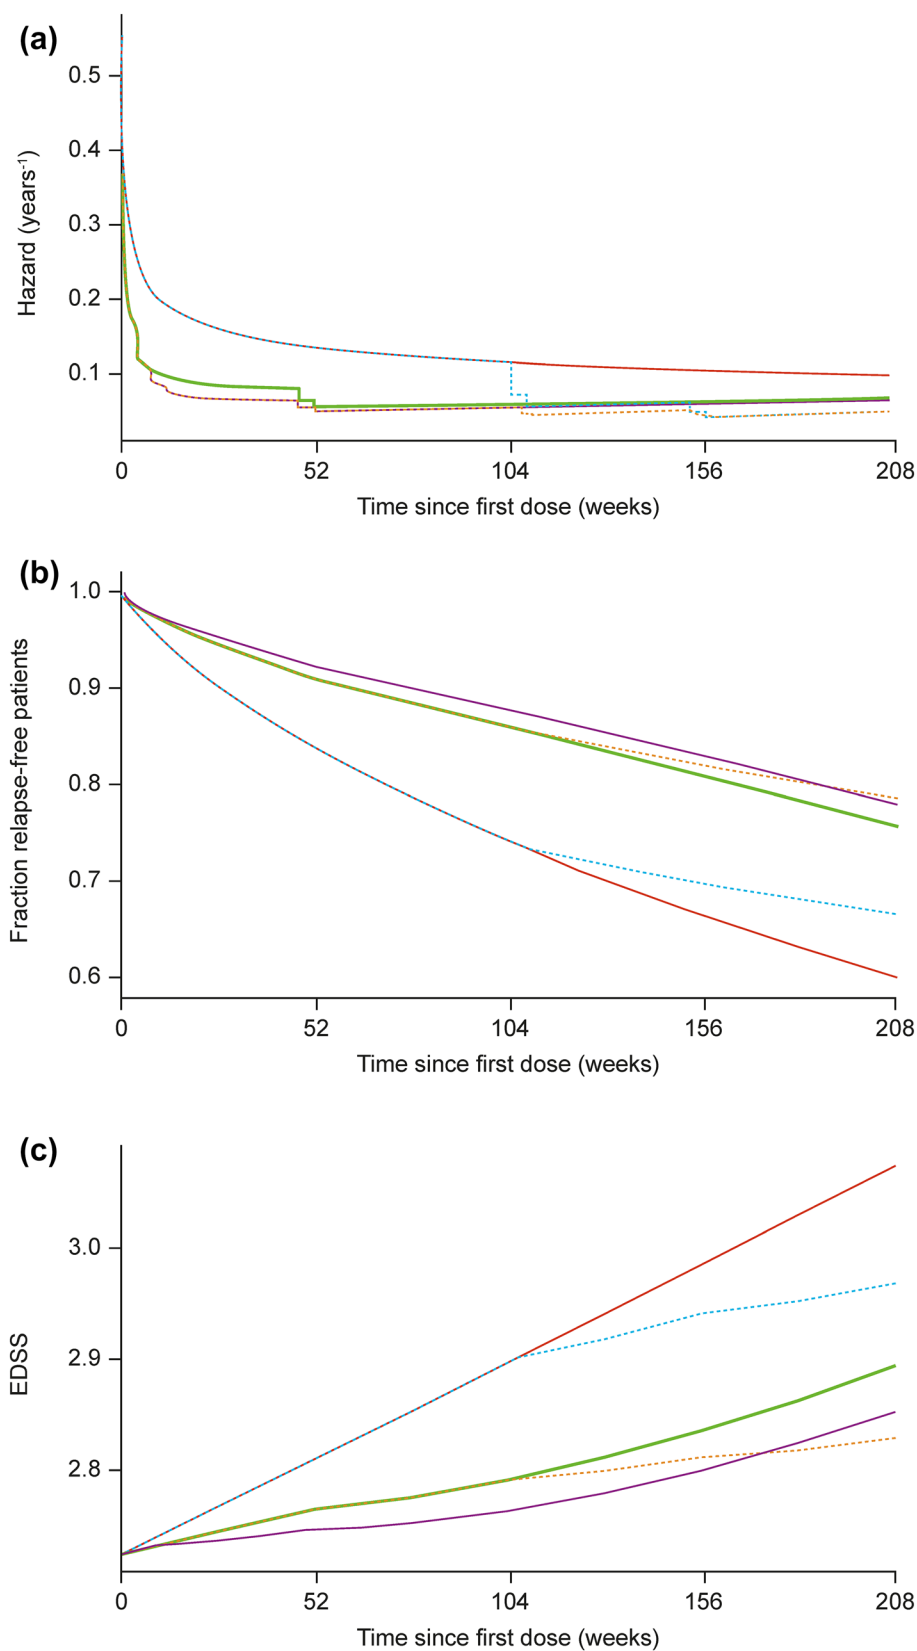 (a)
0.5
0.4
0.3
0.2
0.1
Hazard (years⁻¹)
0 52 104 156 208
Time since first dose (weeks)
(b)
1.0
0.9
0.8
0.7
0.6
Fraction relapse-free patients
0 52 104 156 208
Time since first dose (weeks)
(c)
3.0
2.9
2.8
EDSS
0 52 104 156 208
Time since first dose (weeks)